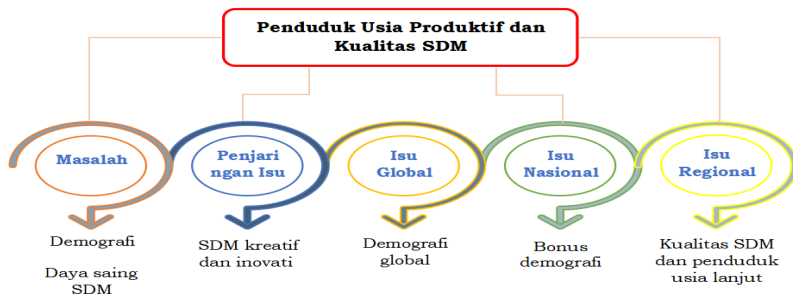 Penduduk Usia Produktif dan
Kualitas SDM
Masalah
Penjari
ngan Isu
Isu
Global
Isu
Nasional
Isu
Regional
Demografi
Daya saing
SDM
SDM kreatif
dan inovati
Demografi
global
Bonus
demografi
Kualitas SDM
dan penduduk
usia lanjut